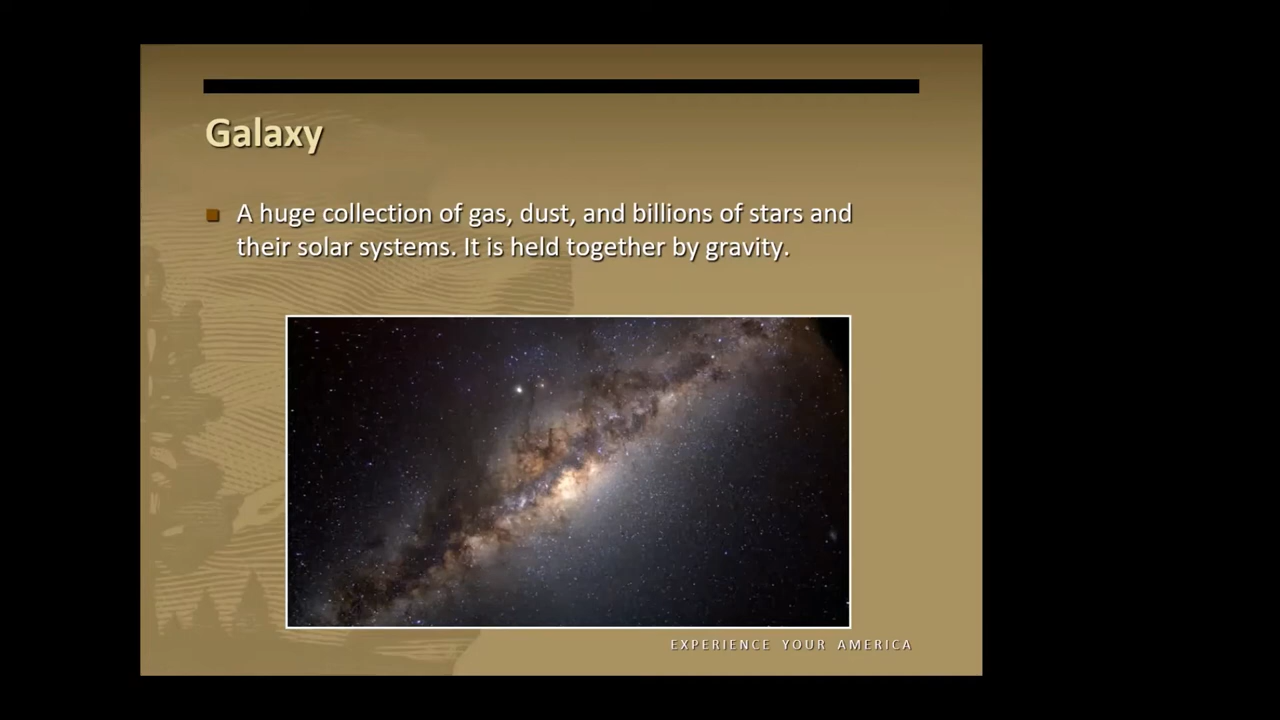 Galaxy
A huge collection of gas, dust, and billions of stars and
their solar systems. It is held together by gravity.
EXPERIENCE YOUR AMERICA